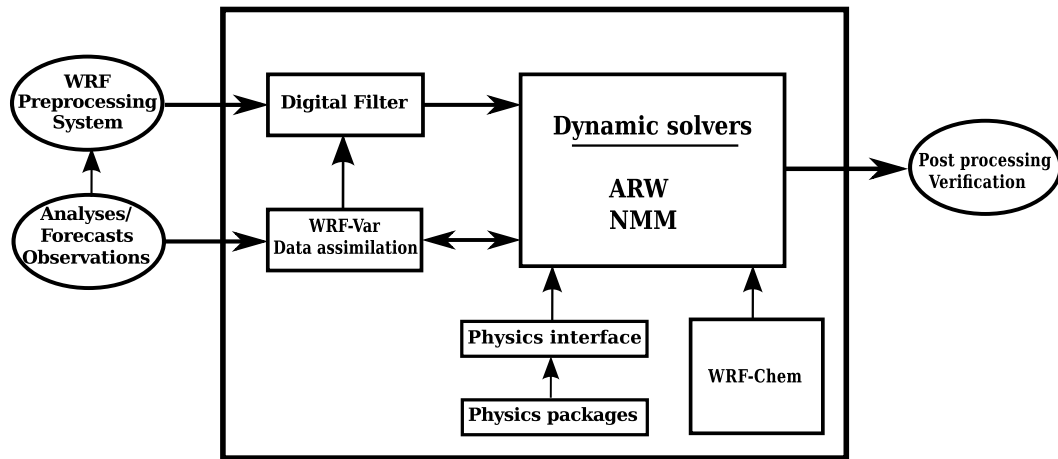 WRF
Preprocessing
System
Analyses/
Forecasts
Observations
Digital Filter
WRF-Var
Data assimilation
Dynamic solvers
ARW
NMM
Physics interface
Physics packages
WRF-Chem
Post processing
Verification